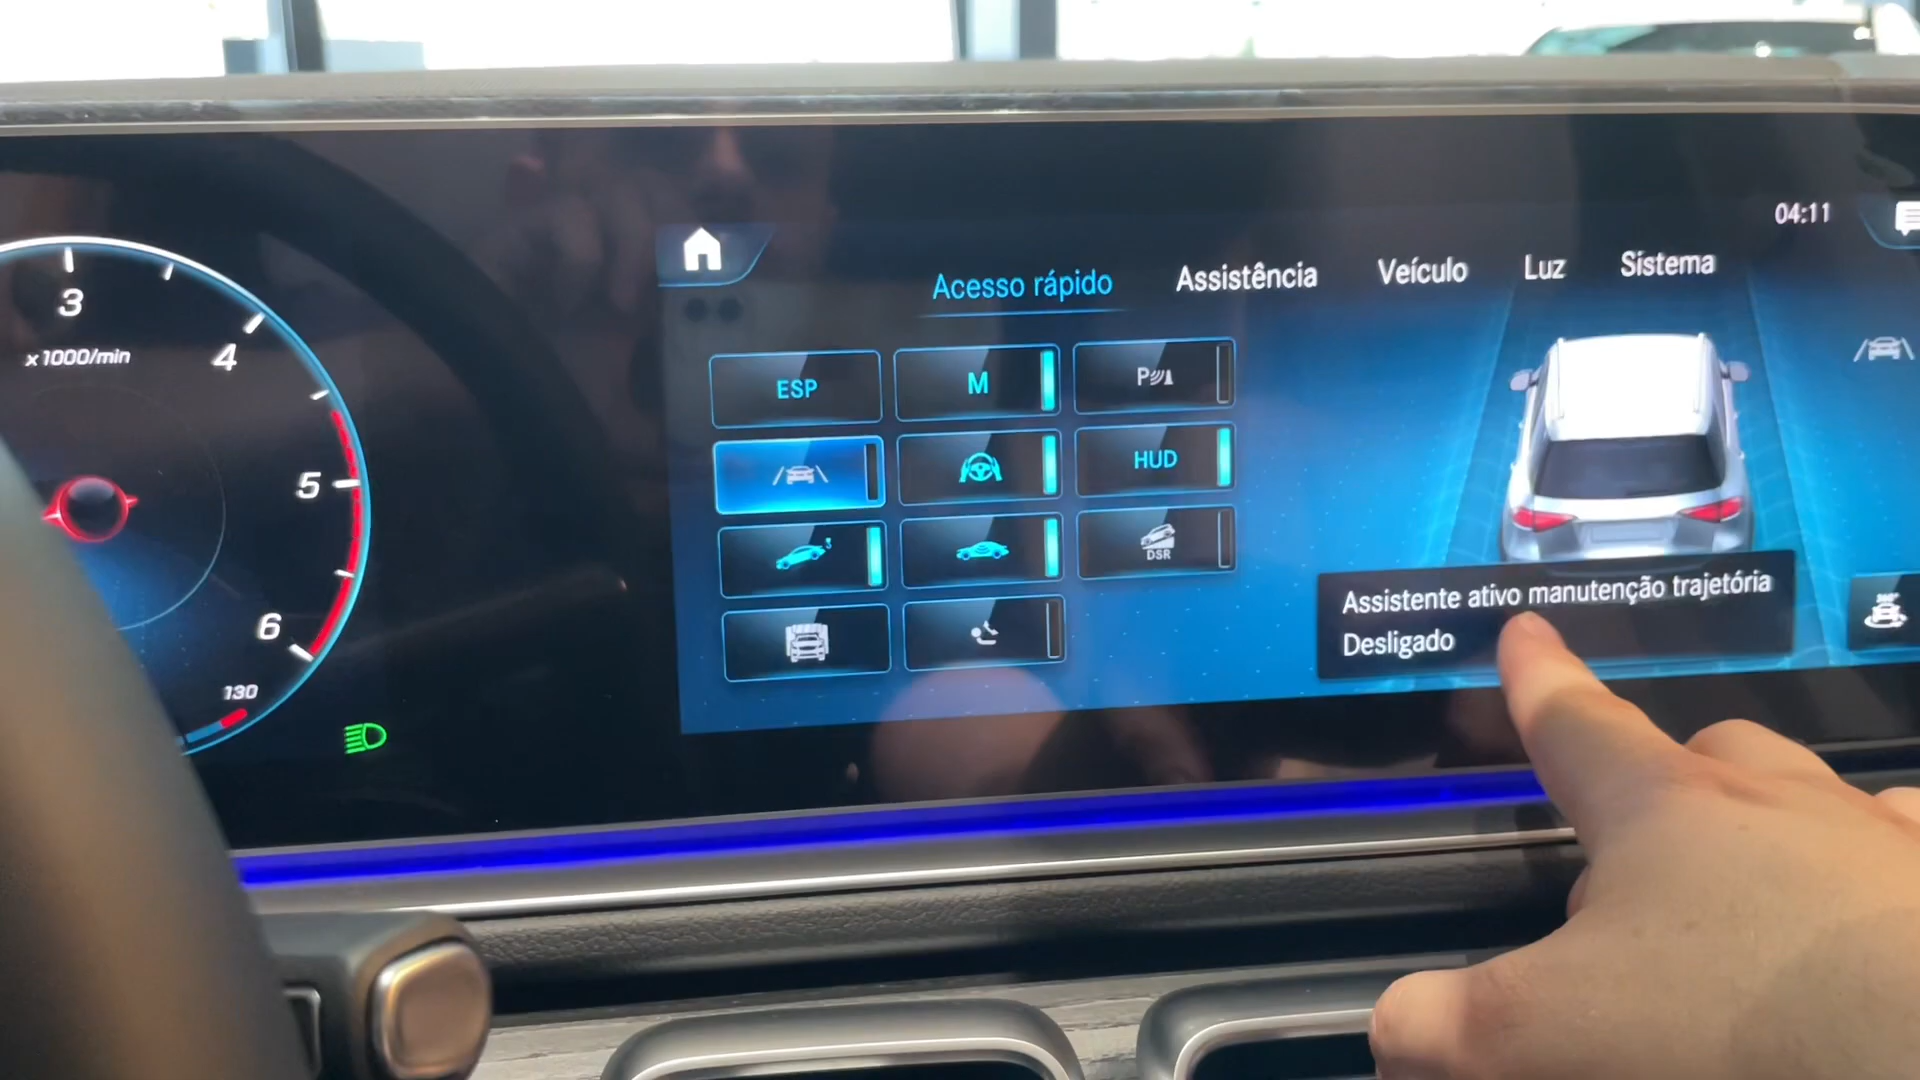 04:11
Acesso rápido
Assistência
Veículo
Luz
Sistema
3
x1000/min
4
5
6
130
ESP
M
P
HUD
DSR
360°
Assistente ativo manutenção trajetória
Desligado